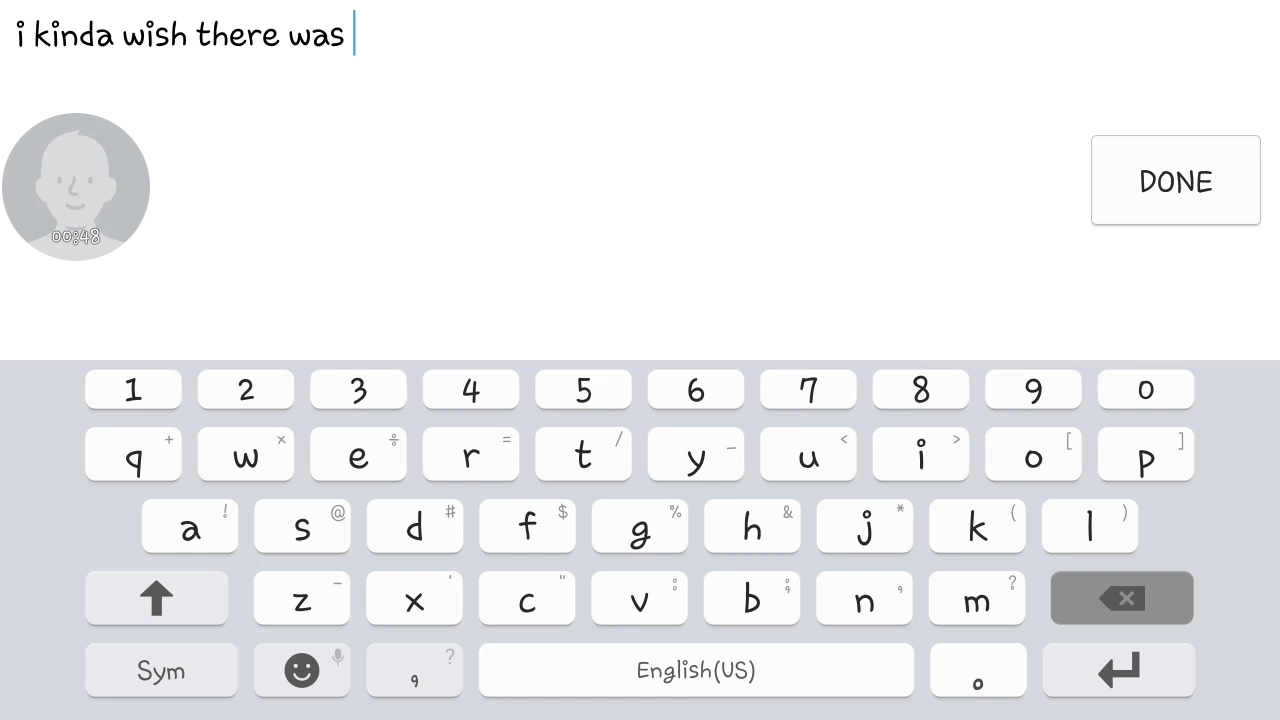 i kinda wish there was
00:48
DONE
1 2 3 4 5 6 7 8 9 0
q + w × e ÷ r = t / y _ u < i > o [ p ]
a ! s @ d # f $ g % h & j * k ( l )
z - x ' c " v : b ; n , m ?
Sym , ? English(US) .